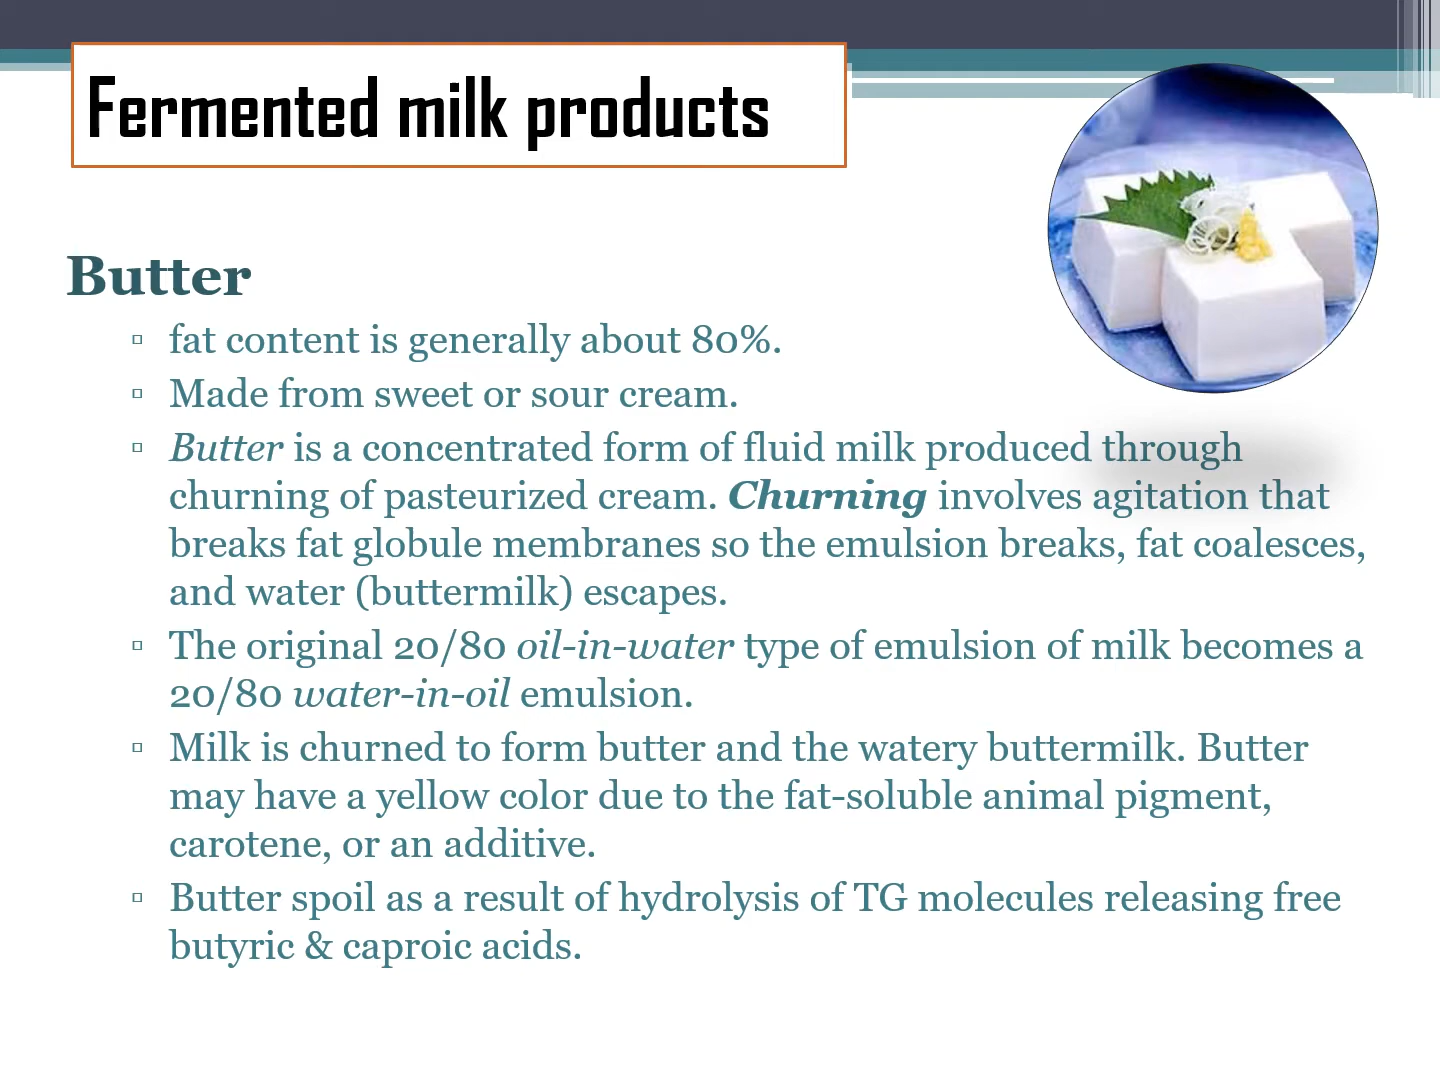 Fermented milk products
Butter
▫ fat content is generally about 80%.
▫ Made from sweet or sour cream.
▫ Butter is a concentrated form of fluid milk produced through
churning of pasteurized cream. Churning involves agitation that
breaks fat globule membranes so the emulsion breaks, fat coalesces,
and water (buttermilk) escapes.
▫ The original 20/80 oil-in-water type of emulsion of milk becomes a
20/80 water-in-oil emulsion.
▫ Milk is churned to form butter and the watery buttermilk. Butter
may have a yellow color due to the fat-soluble animal pigment,
carotene, or an additive.
▫ Butter spoil as a result of hydrolysis of TG molecules releasing free
butyric & caproic acids.